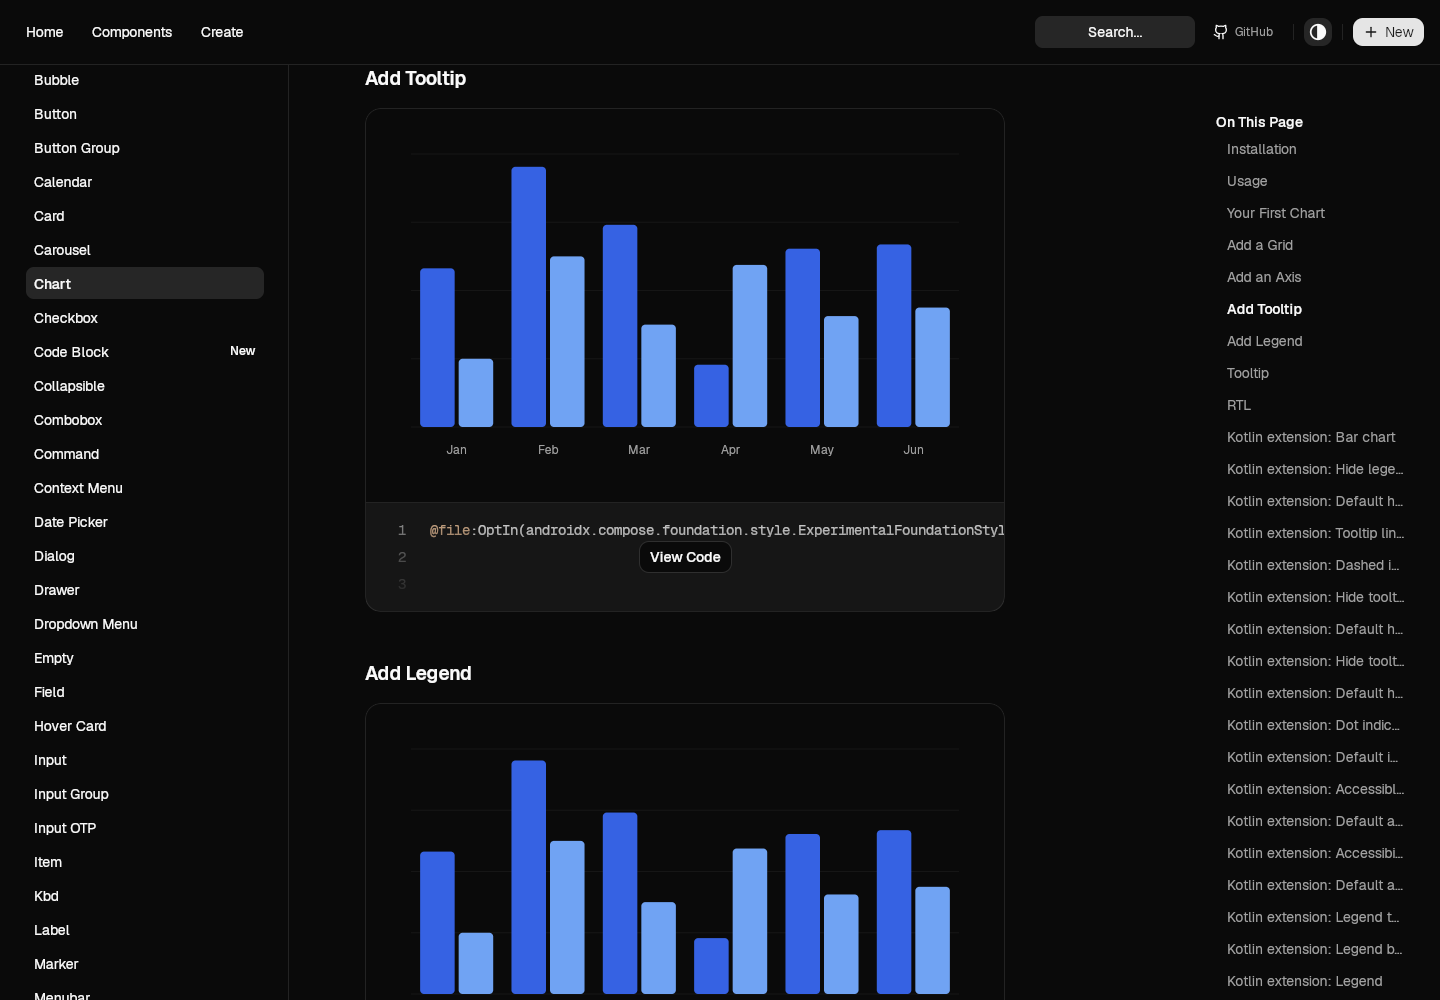 Home
Components
Create
Search...
GitHub
New
Bubble
Button
Button Group
Calendar
Card
Carousel
Chart
Checkbox
Code Block
New
Collapsible
Combobox
Command
Context Menu
Date Picker
Dialog
Drawer
Dropdown Menu
Empty
Field
Hover Card
Input
Input Group
Input OTP
Item
Kbd
Label
Marker
Menubar
Add Tooltip
Jan
Feb
Mar
Apr
May
Jun
1
@file:OptIn(androidx.compose.foundation.style.ExperimentalFoundationStyl
2
View Code
3
Add Legend
On This Page
Installation
Usage
Your First Chart
Add a Grid
Add an Axis
Add Tooltip
Add Legend
Tooltip
RTL
Kotlin extension: Bar chart
Kotlin extension: Hide lege...
Kotlin extension: Default h...
Kotlin extension: Tooltip lin...
Kotlin extension: Dashed i...
Kotlin extension: Hide toolt...
Kotlin extension: Default h...
Kotlin extension: Hide toolt...
Kotlin extension: Default h...
Kotlin extension: Dot indic...
Kotlin extension: Default i...
Kotlin extension: Accessibl...
Kotlin extension: Default a...
Kotlin extension: Accessibi...
Kotlin extension: Default a...
Kotlin extension: Legend t...
Kotlin extension: Legend b...
Kotlin extension: Legend